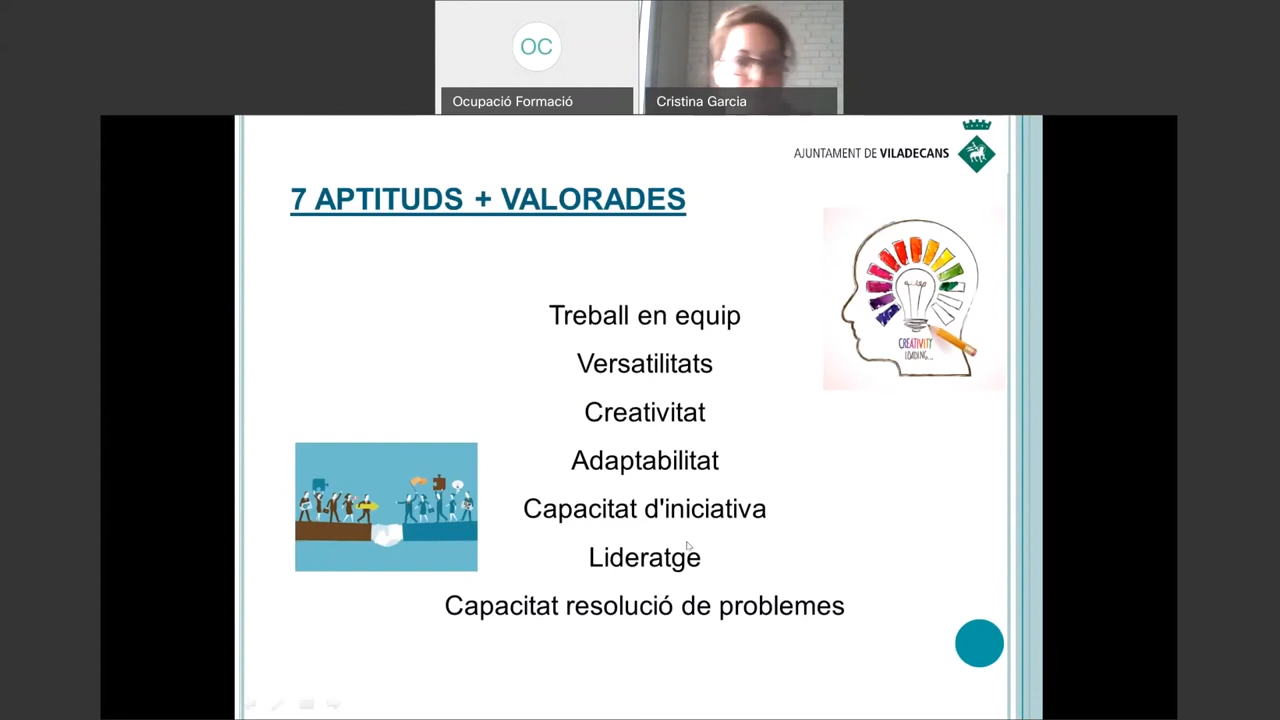 OC
Ocupació Formació
Cristina Garcia
AJUNTAMENT DE VILADECANS
7 APTITUDS + VALORADES
Treball en equip
Versatilitats
Creativitat
Adaptabilitat
Capacitat d'iniciativa
Lideratge
Capacitat resolució de problemes
CREATIVITY
LOADING...